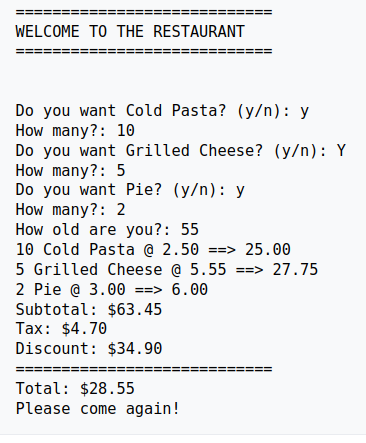 ============================
WELCOME TO THE RESTAURANT
============================
Do you want Cold Pasta? (y/n): y
How many?: 10
Do you want Grilled Cheese? (y/n): Y
How many?: 5
Do you want Pie? (y/n): y
How many?: 2
How old are you?: 55
10 Cold Pasta @ 2.50 ==> 25.00
5 Grilled Cheese @ 5.55 ==> 27.75
2 Pie @ 3.00 ==> 6.00
Subtotal: $63.45
Tax: $4.70
Discount: $34.90
============================
Total: $28.55
Please come again!